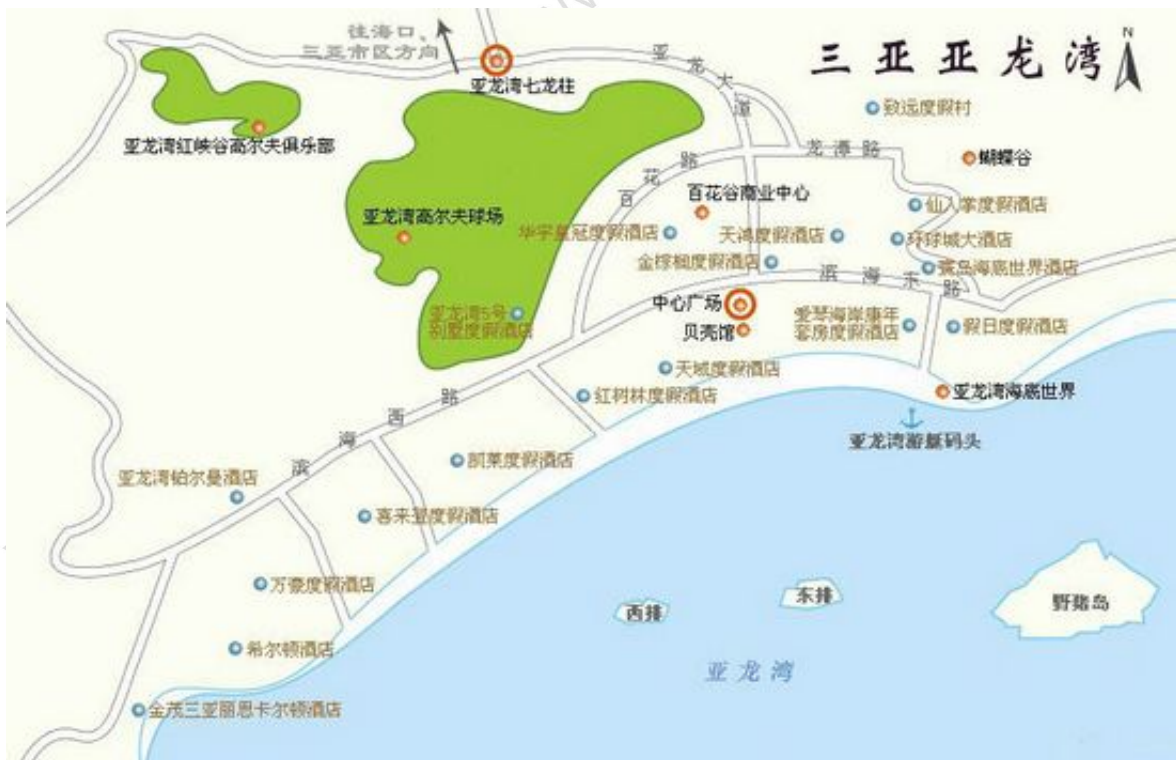 往海口、
三亚市区方向
三亚亚龙湾
N
亚龙湾七龙柱
亚龙大道
致远度假村
亚龙湾红峡谷高尔夫俱乐部
龙潭路
蝴蝶谷
百花路
百花谷商业中心
仙人掌度假酒店
亚龙湾高尔夫球场
华宇皇冠度假酒店
天鸿度假酒店
环球城大酒店
金棕榈度假酒店
滨海东路
中心广场
亚龙湾5号
别墅度假酒店
爱琴海岸康年
套房度假酒店
假日度假酒店
贝壳馆
天域度假酒店
红树林度假酒店
亚龙湾海底世界
亚龙湾游艇码头
滨海西路
凯莱度假酒店
亚龙湾铂尔曼酒店
喜来登度假酒店
万豪度假酒店
西排
东排
野猪岛
希尔顿酒店
亚龙湾
金茂三亚丽思卡尔顿酒店